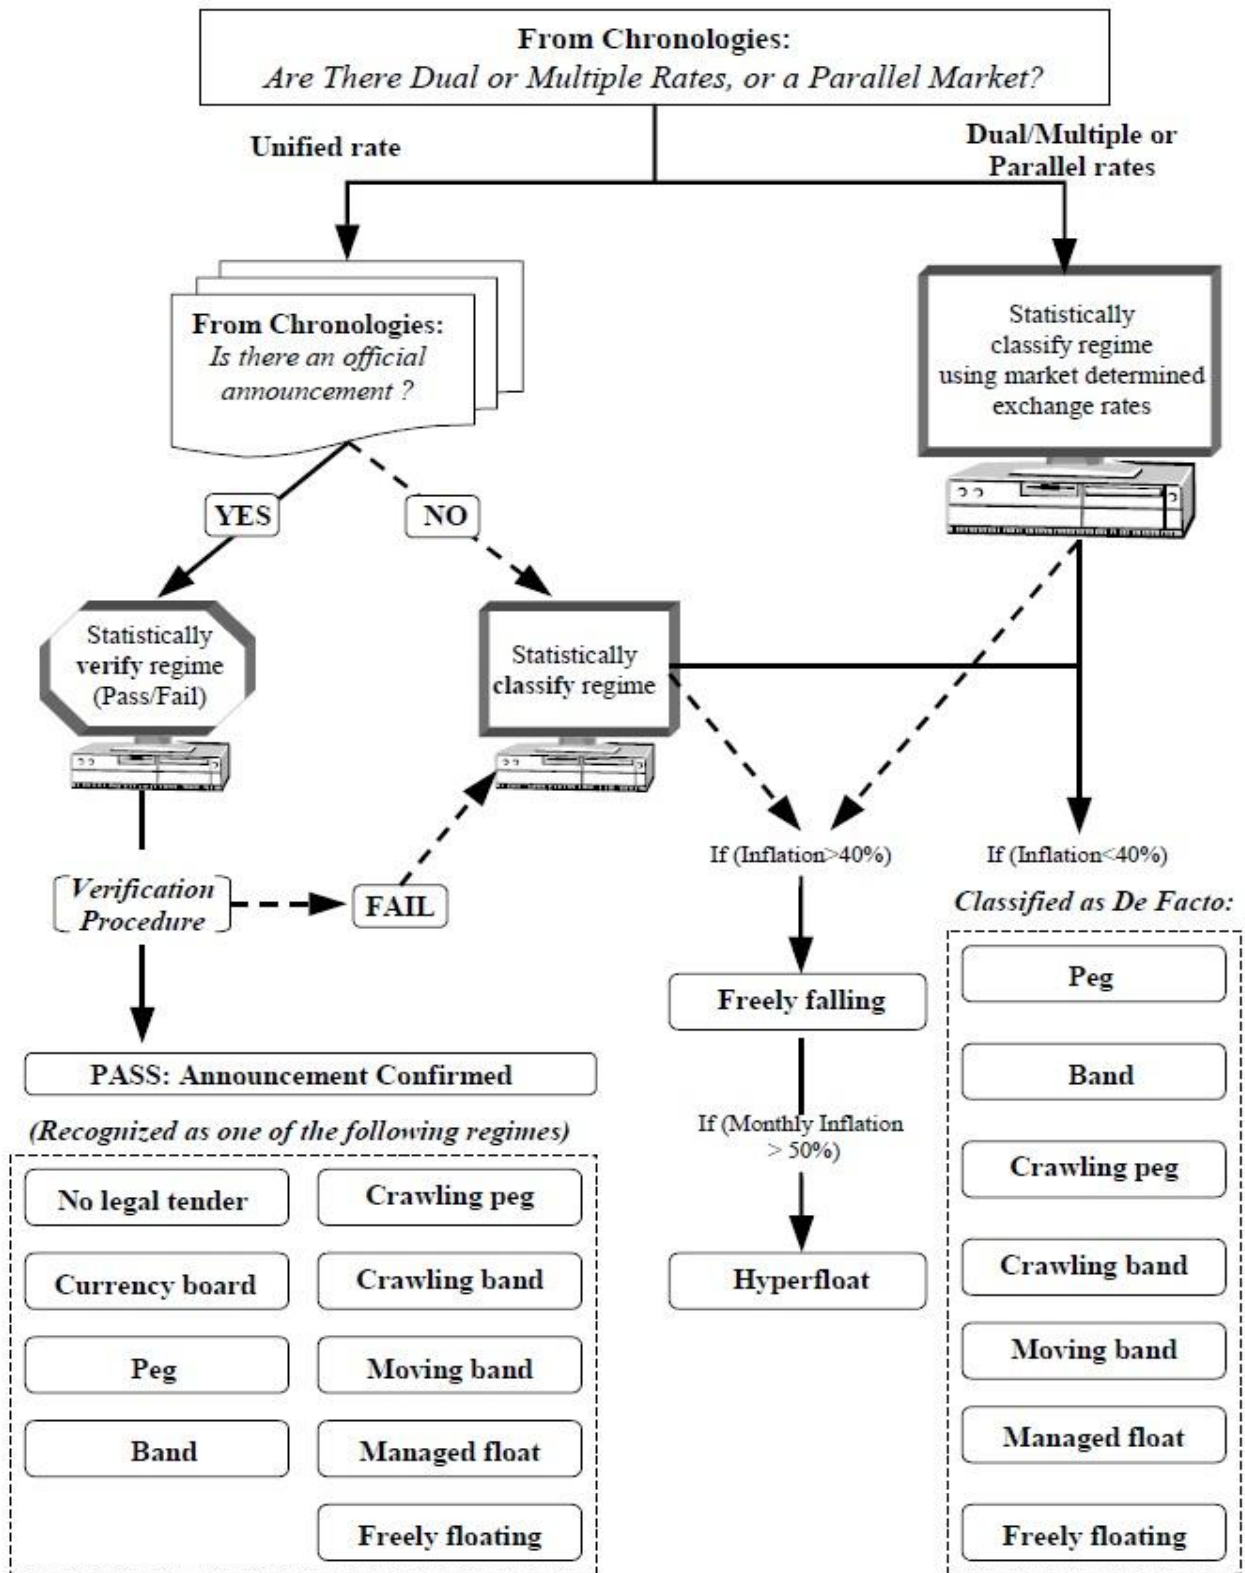 From Chronologies:
Are There Dual or Multiple Rates, or a Parallel Market?
Unified rate
Dual/Multiple or
Parallel rates
From Chronologies:
Is there an official
announcement ?
Statistically
classify regime
using market determined
exchange rates
YES
NO
Statistically
verify regime
(Pass/Fail)
Statistically
classify regime
If (Inflation>40%)
If (Inflation<40%)
Verification
Procedure
FAIL
Classified as De Facto:
Peg
Freely falling
Band
PASS: Announcement Confirmed
(Recognized as one of the following regimes)
If (Monthly Inflation
> 50%)
Crawling peg
No legal tender
Crawling peg
Currency board
Crawling band
Hyperfloat
Crawling band
Peg
Moving band
Moving band
Band
Managed float
Managed float
Freely floating
Freely floating